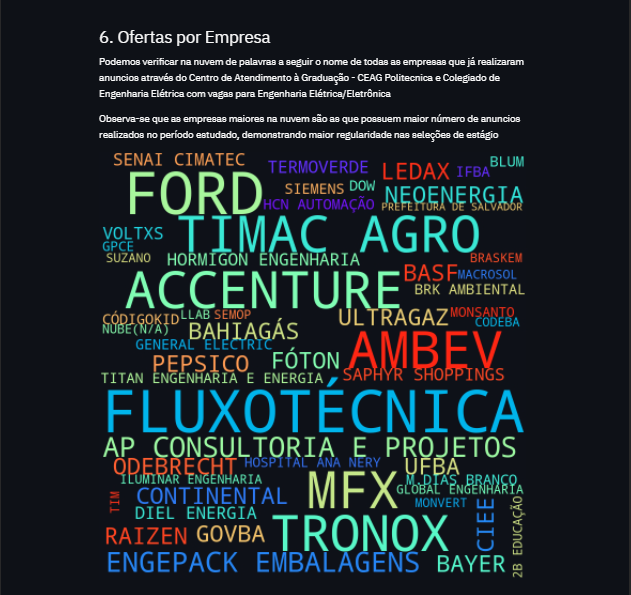 6. Ofertas por Empresa
Podemos verificar na nuvem de palavras a seguir o nome de todas as empresas que já realizaram
anuncios através do Centro de Atendimento à Graduação - CEAG Politecnica e Colegiado de
Engenharia Elétrica com vagas para Engenharia Elétrica/Eletrônica
Observa-se que as empresas maiores na nuvem são as que possuem maior número de anuncios
realizados no período estudado, demonstrando maior regularidade nas seleções de estágio
SENAI CIMATEC
TERMOVERDE
LEDAX
IFBA
BLUM
FORD
SIEMENS
DOW
NEOENERGIA
HCN AUTOMAÇÃO
PREFEITURA DE SALVADOR
VOLTXS
GPCE
TIMAC AGRO
SUZANO
HORMIGON ENGENHARIA
BRASKEM
ACCENTURE
BASF
MACROSOL
BRK AMBIENTAL
CÓDIGOKID
LLAB
SEMOP
ULTRAGAZ
MONSANTO
CODEBA
NUBE(N/A)
BAHIAGÁS
GENERAL ELECTRIC
AMBEV
PEPSICO
FÓTON
TITAN ENGENHARIA E ENERGIA
SAPHYR SHOPPINGS
FLUXOTÉCNICA
AP CONSULTORIA E PROJETOS
ODEBRECHT
HOSPITAL ANA NERY
UFBA
ILUMINAR ENGENHARIA
M.DIAS BRANCO
TIM
CONTINENTAL
MFX
GLOBAL ENGENHARIA
MONVERT
DIEL ENERGIA
CIEE
2B EDUCAÇÃO
RAIZEN
GOVBA
TRONOX
ENGEPACK EMBALAGENS
BAYER